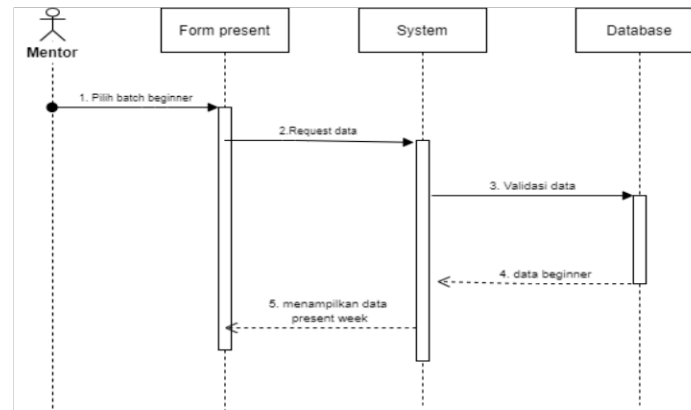 Mentor
Form present
System
Database
1. Pilih batch beginner
2.Request data
3. Validasi data
4. data beginner
5. menampilkan data
present week